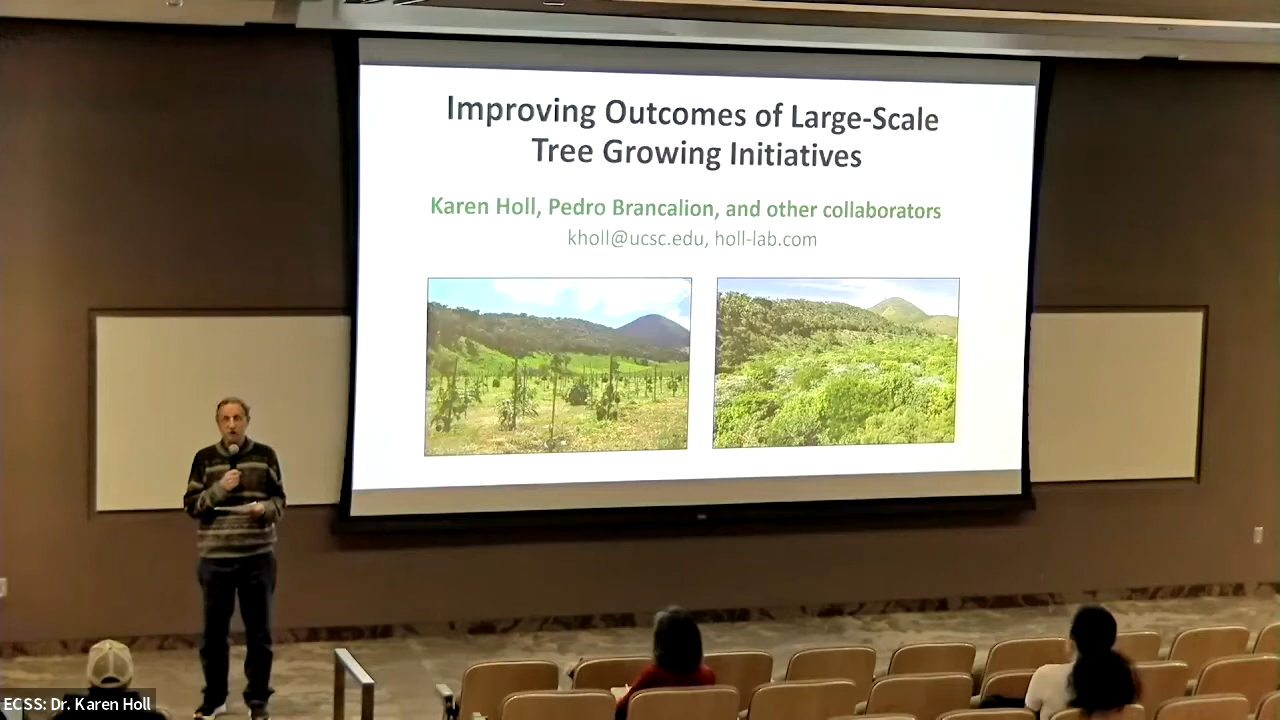 Improving Outcomes of Large-Scale
Tree Growing Initiatives
Karen Holl, Pedro Brancalion, and other collaborators
kholl@ucsc.edu, holl-lab.com
ECSS: Dr. Karen Holl